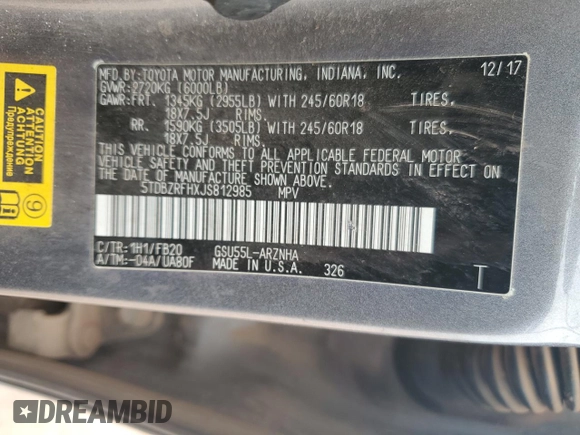 MFD. BY: TOYOTA MOTOR MANUFACTURING, INDIANA, INC. 12/17
GVWR: 2720KG (6000LB)
GAWR: FRT. 1345KG (2955LB) WITH 245/60R18 TIRES.
18X7.5J RIMS.
RR. 1590KG (3505LB) WITH 245/60R18 TIRES.
18X7.5J RIMS.
THIS VEHICLE CONFORMS TO ALL APPLICABLE FEDERAL MOTOR
VEHICLE SAFETY AND THEFT PREVENTION STANDARDS IN EFFECT ON
THE DATE OF MANUFACTURE SHOWN ABOVE.
5TDBZRFHXJS812985 MPV
C/TR: 1H1/FB20 GSU55L-ARZNHA
A/TM: -04A/UA80F MADE IN U.S.A. 326 T
CAUTION
ATTENTION
ACHTUNG
9
DREAMBID